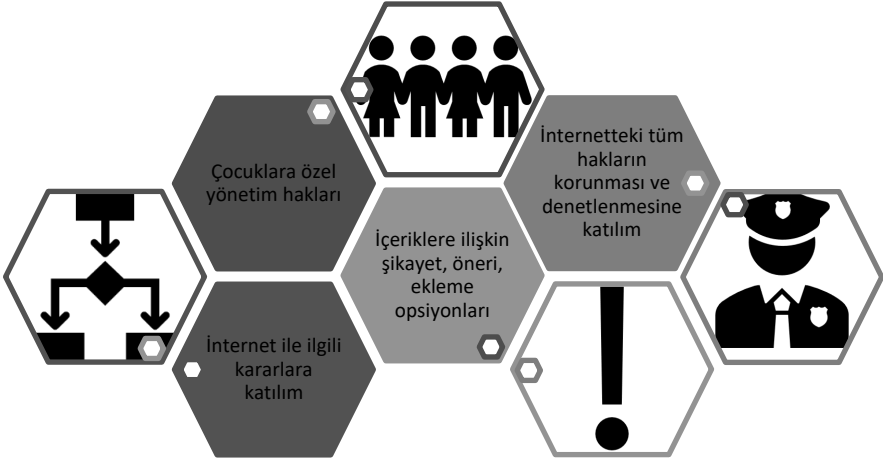 Çocuklara özel
yönetim hakları
İnternetteki tüm
hakların
korunması ve
denetlenmesine
katılım
İçeriklere ilişkin
şikayet, öneri,
ekleme
opsiyonları
İnternet ile ilgili
kararlara
katılım